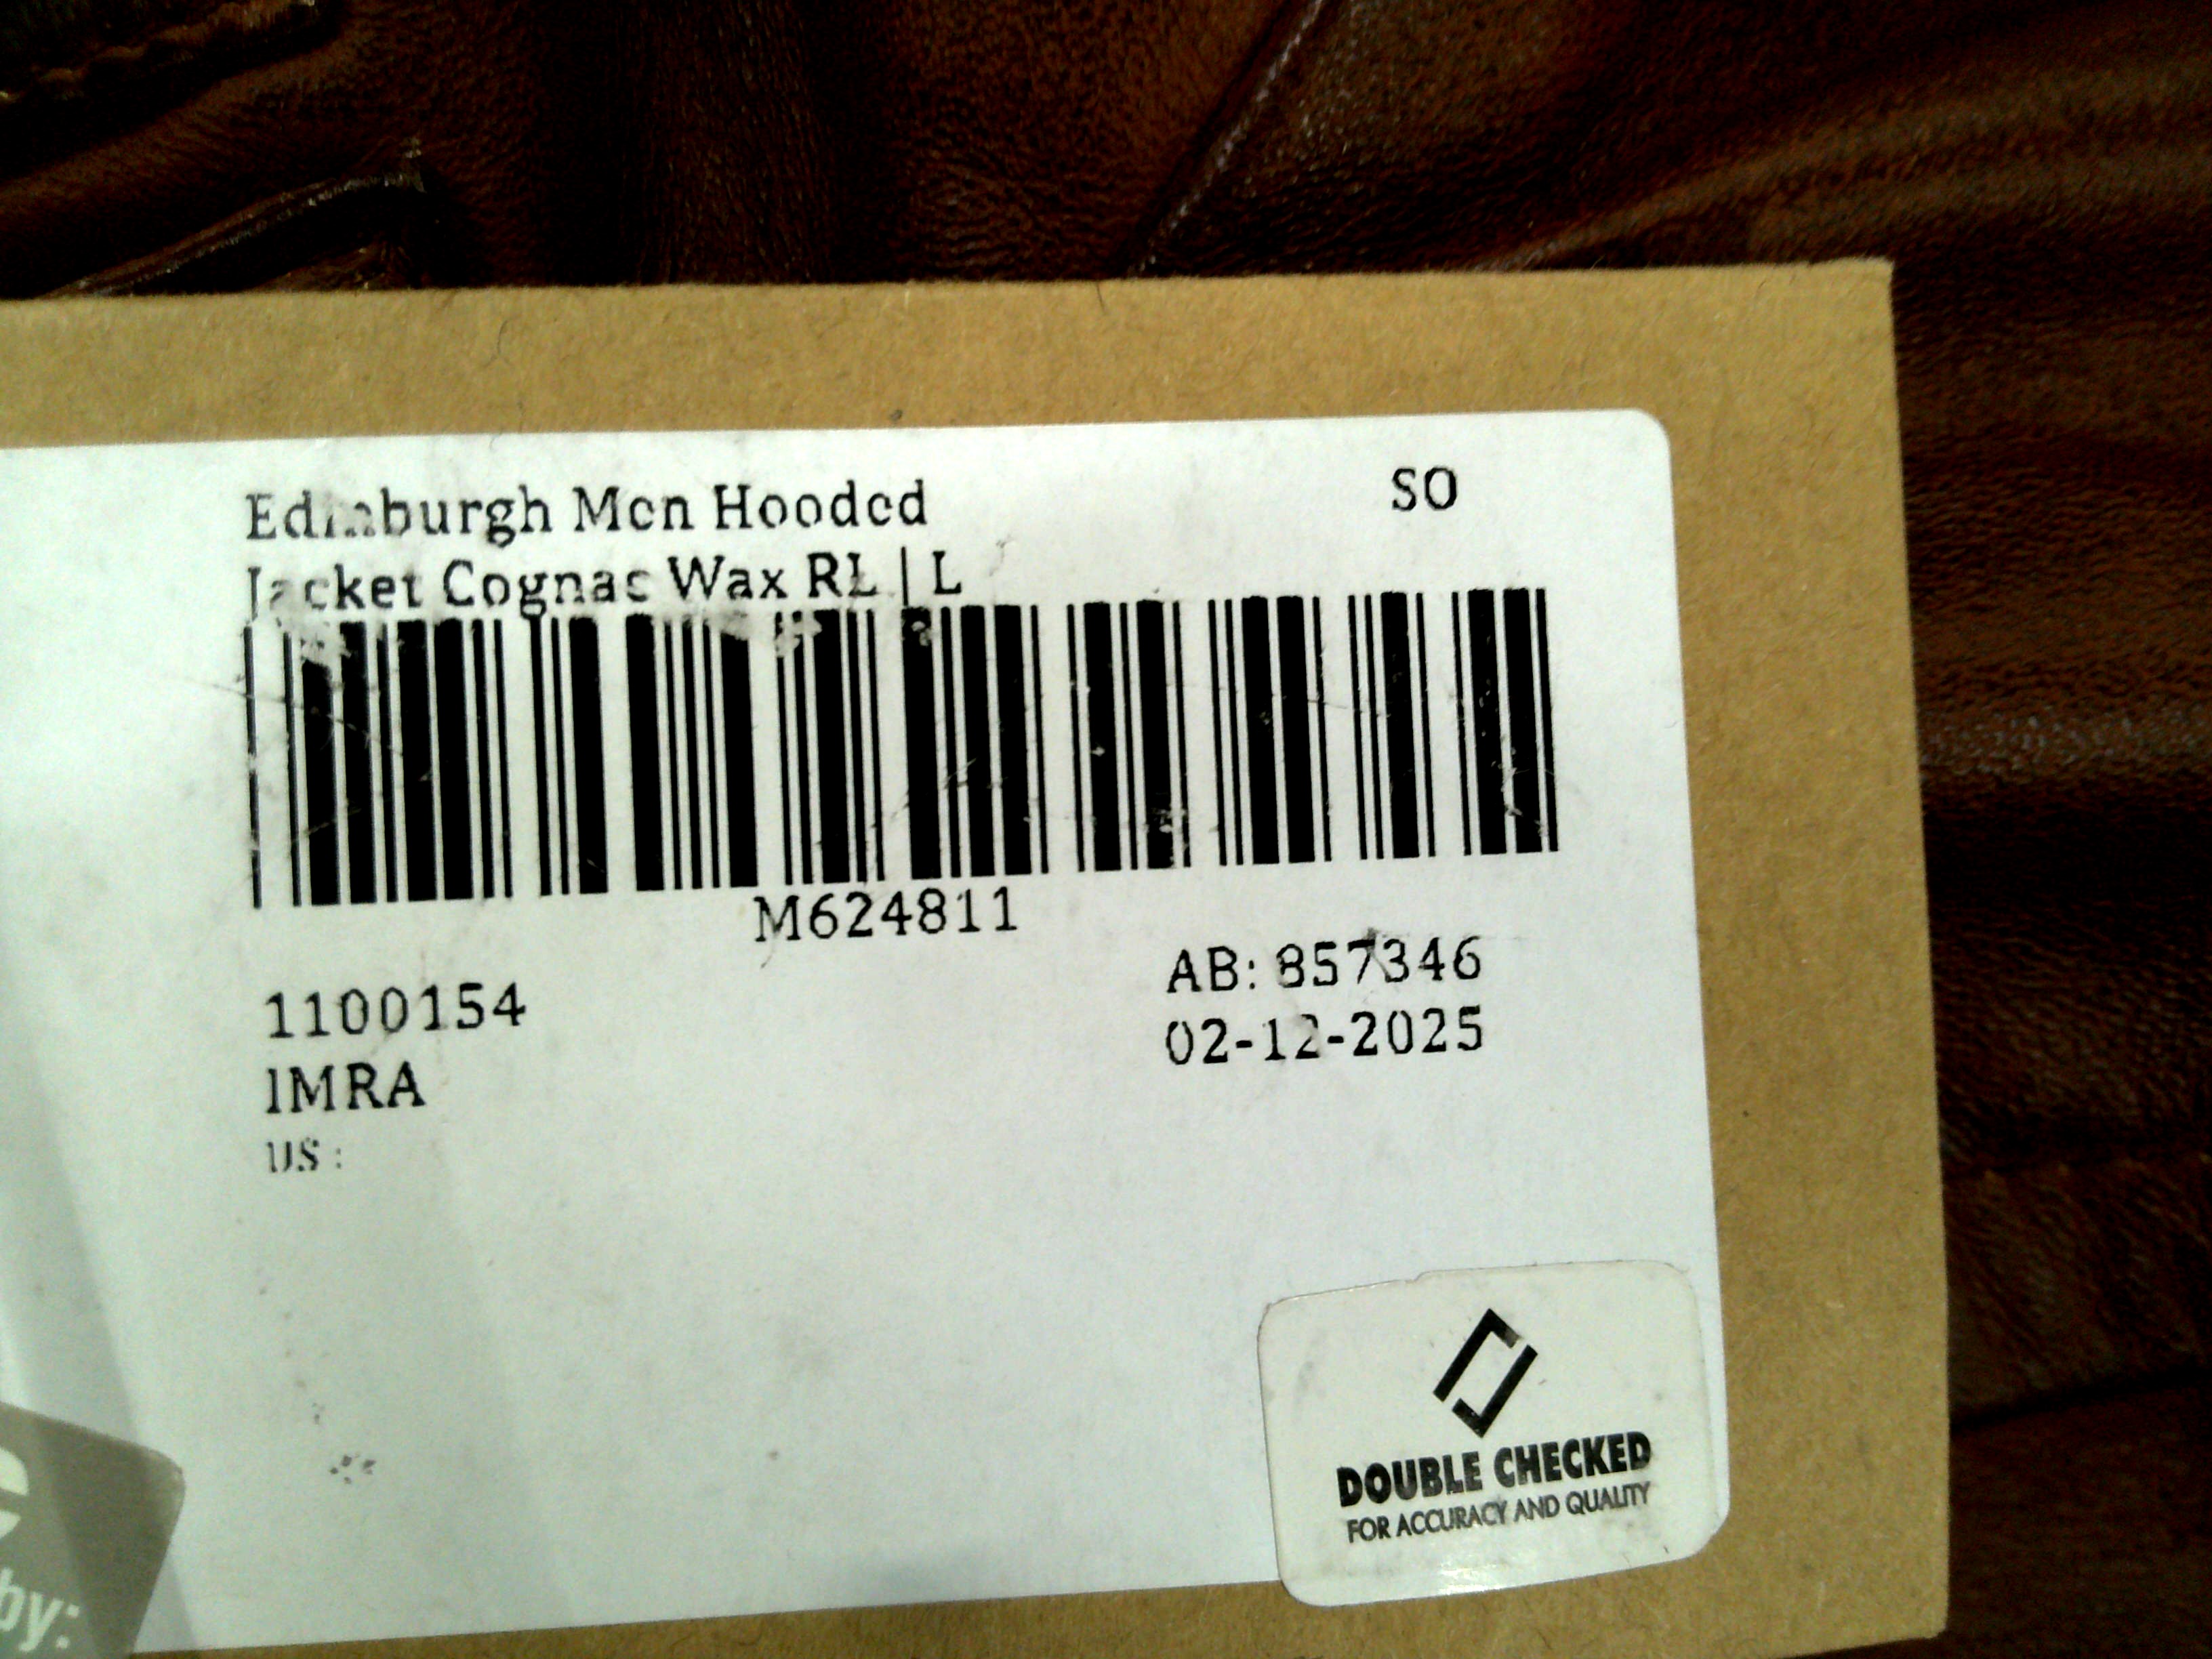 Edinburgh Men Hooded
SO
Jacket Cognac Wax RL | L
M624811
AB: 857346
1100154
02-12-2025
IMRA
US :
DOUBLE CHECKED
FOR ACCURACY AND QUALITY
by: